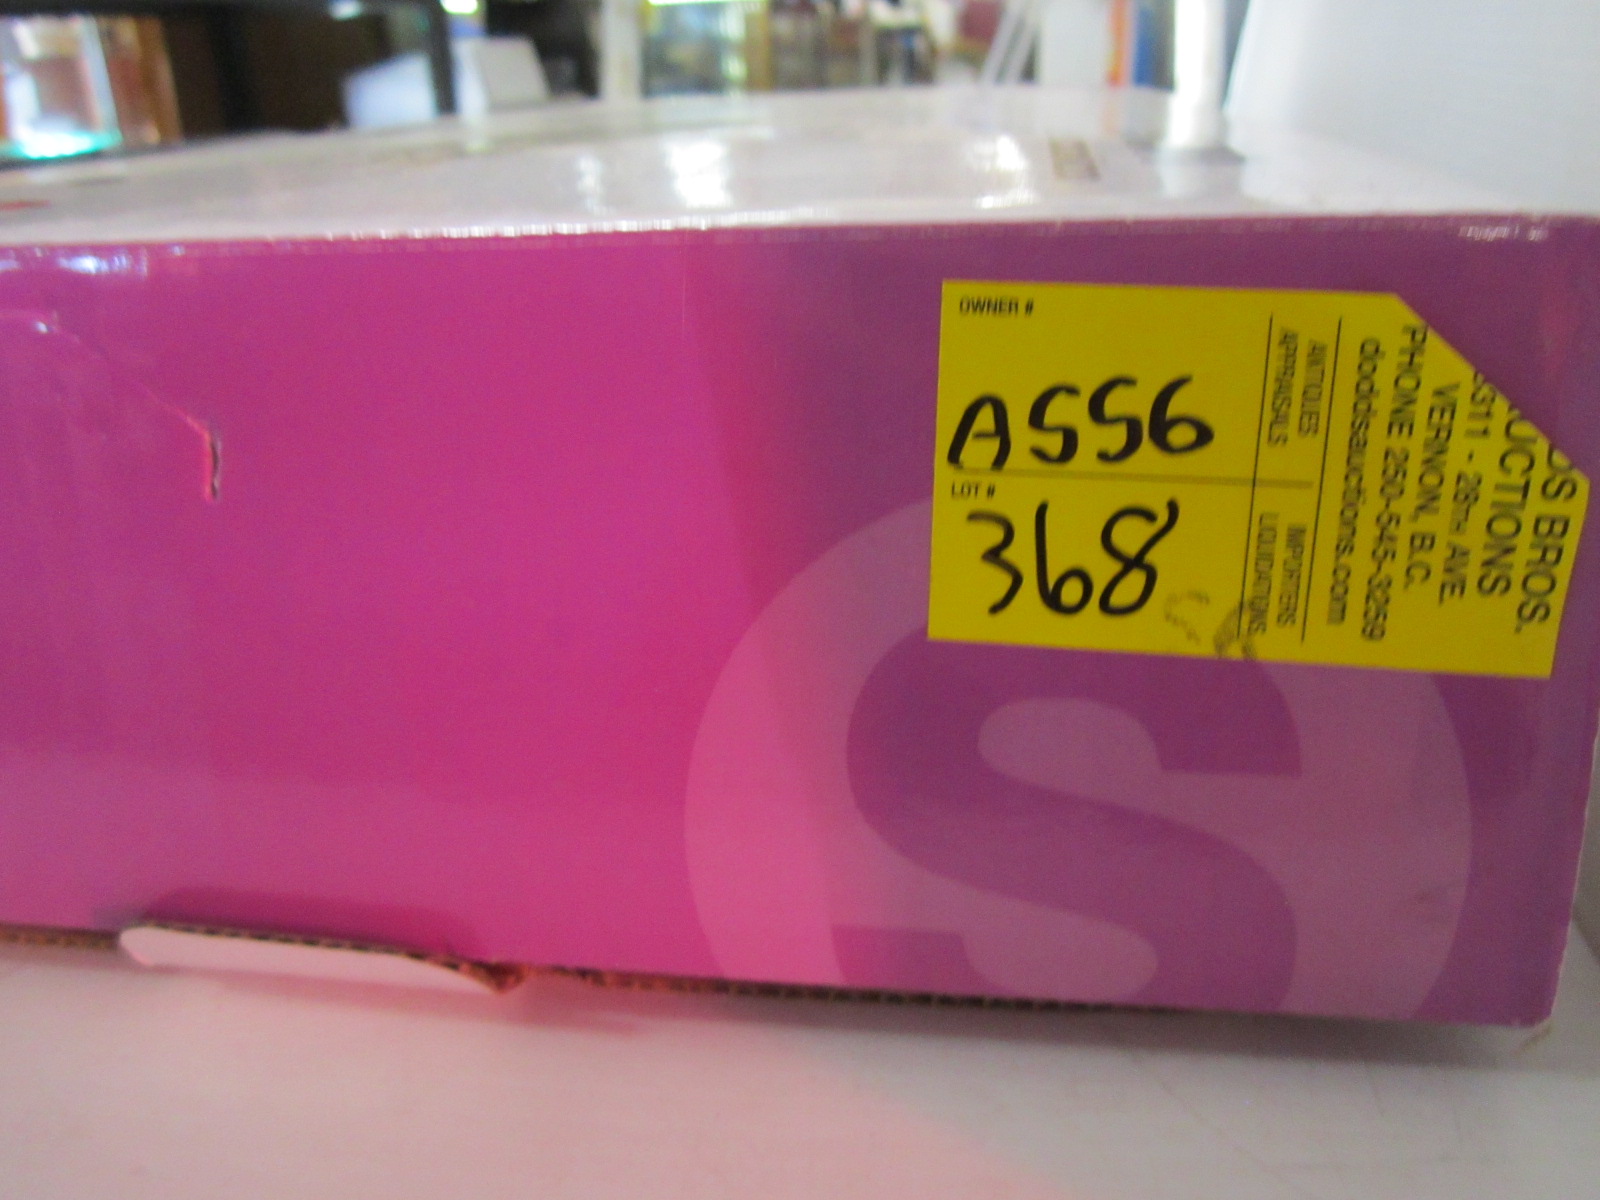 OWNER #
A556
LOT #
368
ANTIQUES IMPORTERS
APPRAISALS LIQUIDATIONS
DS BROS.
UCTIONS
3311 - 28TH AVE
VERNON, B.C.
PHONE 250-545-3259
doddsauctions.com
S